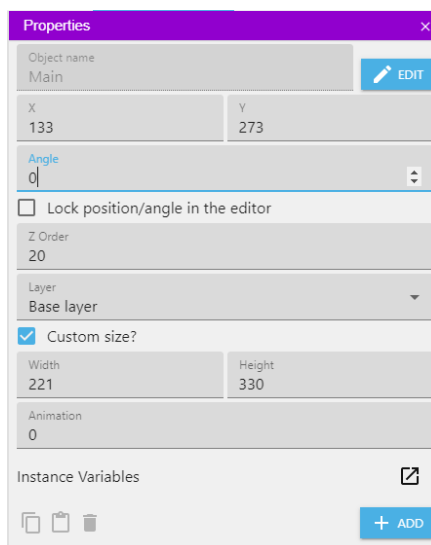 Properties ×
Object name
Main
EDIT
X Y
133 273
Angle
0
Lock position/angle in the editor
Z Order
20
Layer
Base layer
Custom size?
Width Height
221 330
Animation
0
Instance Variables
+ ADD